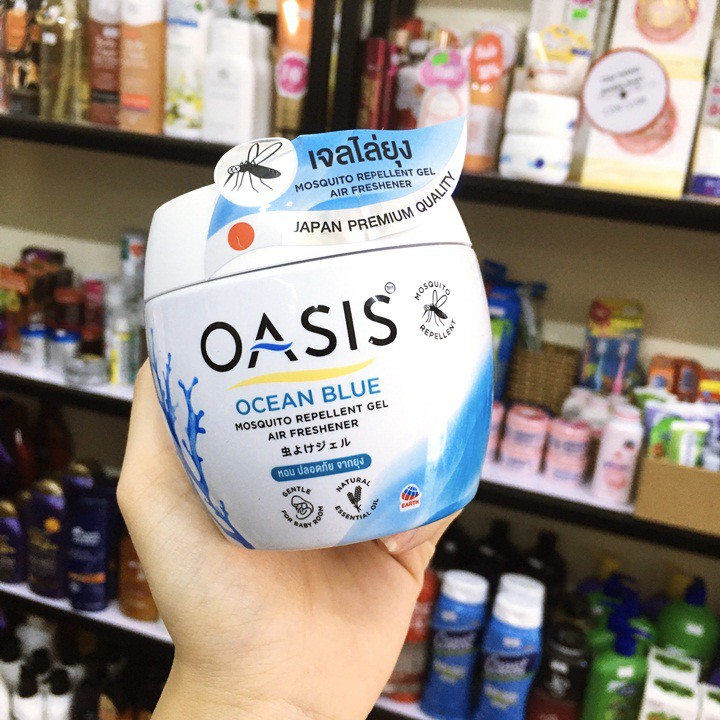 เจลไล่ยุง
MOSQUITO REPELLENT GEL
AIR FRESHENER
JAPAN PREMIUM QUALITY
OASIS
MOSQUITO
REPELLENT
OCEAN BLUE
MOSQUITO REPELLENT GEL
AIR FRESHENER
虫よけジェル
หอม ปลอดภัย จากยุง
GENTLE
FOR BABY ROOM
NATURAL
ESSENTIAL OIL
EARTH